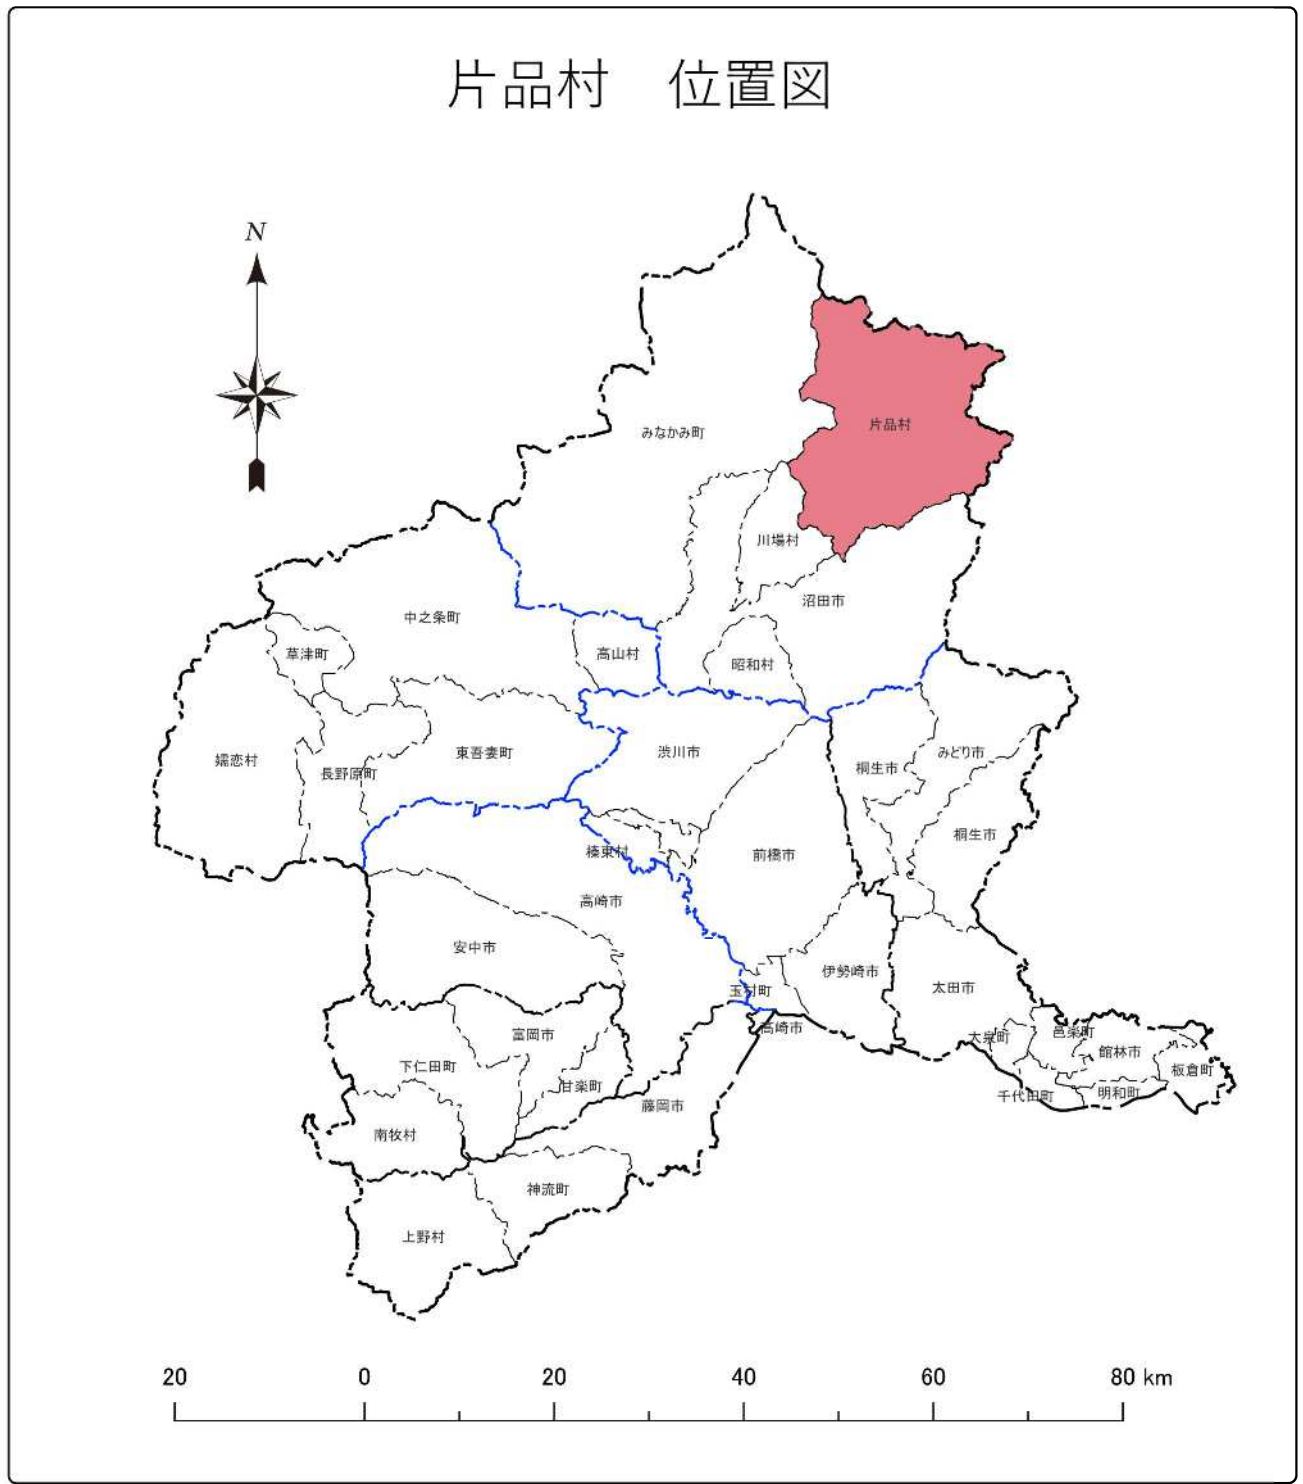 片品村 位置図
N
みなかみ町
片品村
川場村
沼田市
中之条町
草津町
高山村
昭和村
嬬恋村
長野原町
東吾妻町
渋川市
桐生市
みどり市
桐生市
榛東村
前橋市
高崎市
安中市
玉村町
伊勢崎市
太田市
高崎市
富岡市
下仁田町
甘楽町
藤岡市
大泉町
邑楽町
館林市
板倉町
千代田町
明和町
南牧村
神流町
上野村
20 0 20 40 60 80 km